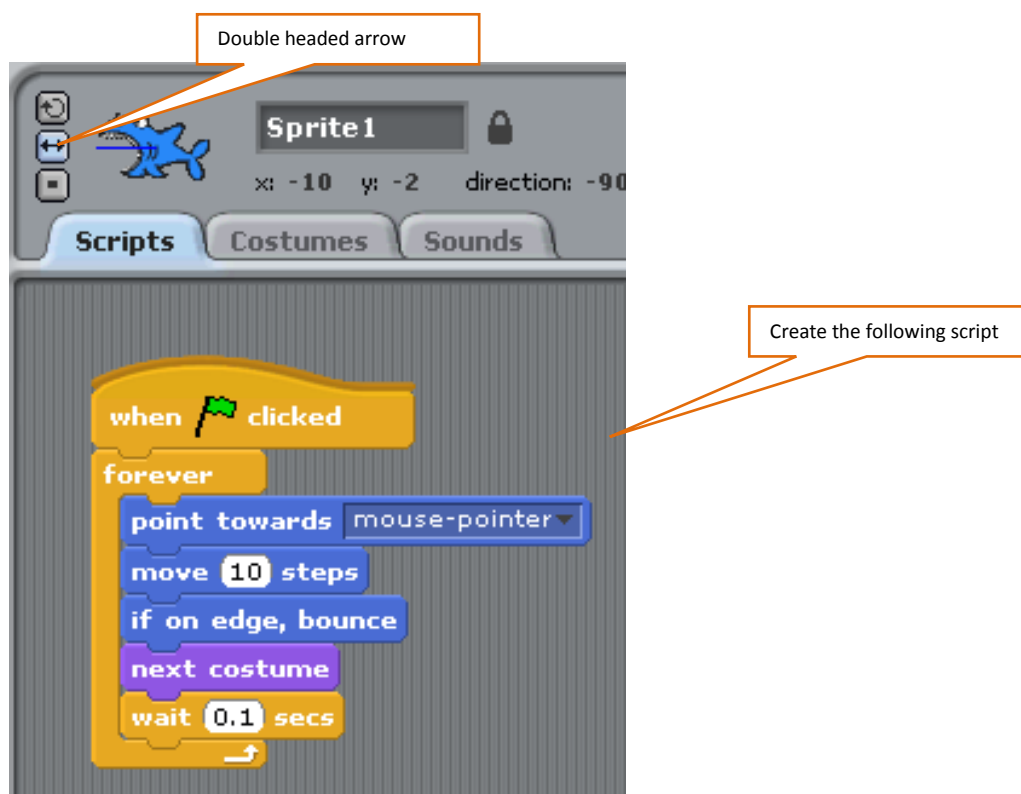 Double headed arrow
Sprite1
x: -10 y: -2 direction: -90
Scripts Costumes Sounds
Create the following script
when clicked
forever
point towards mouse-pointer
move 10 steps
if on edge, bounce
next costume
wait 0.1 secs